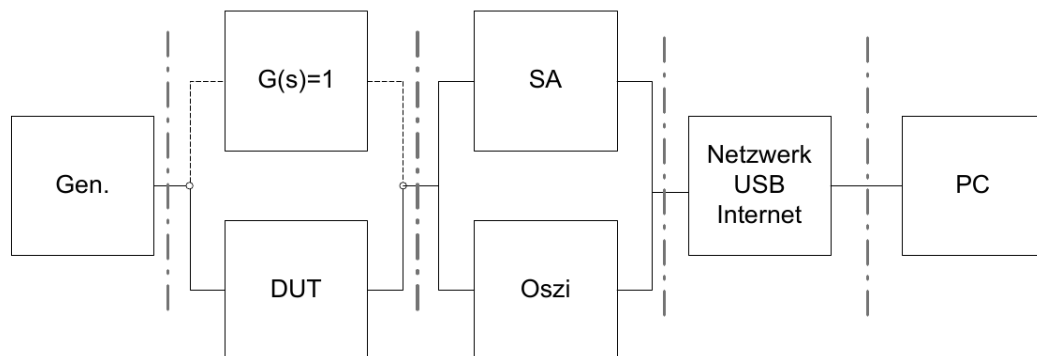 Gen.
G(s)=1
DUT
SA
Oszi
Netzwerk
USB
Internet
PC